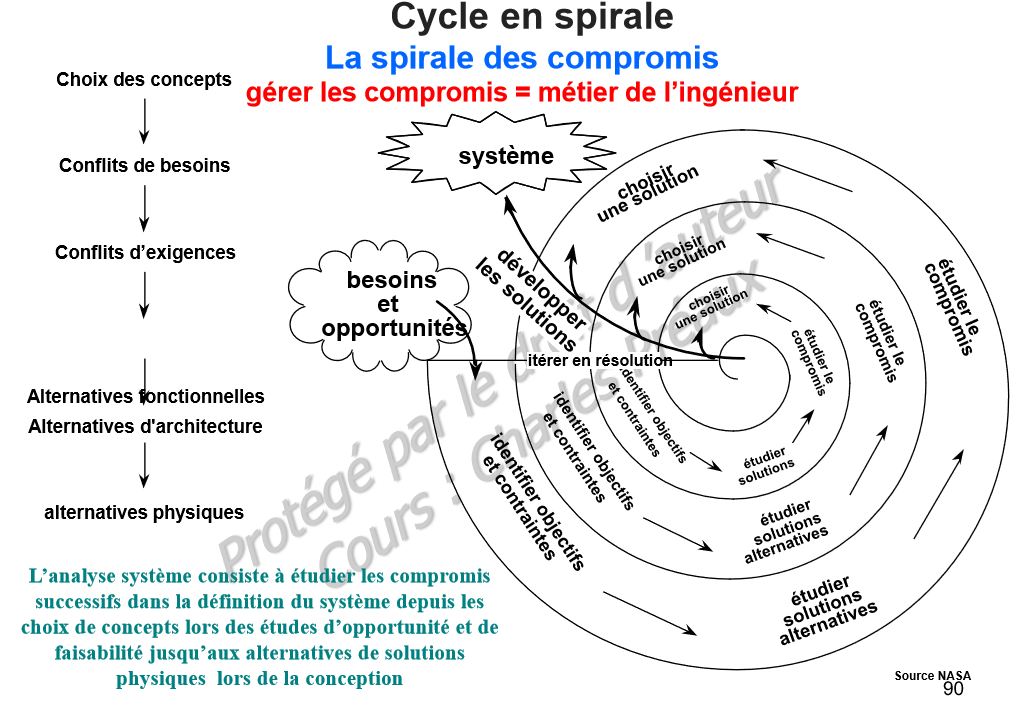 Cycle en spirale
La spirale des compromis
gérer les compromis = métier de l'ingénieur
Choix des concepts
Conflits de besoins
Conflits d'exigences
Alternatives fonctionnelles
Alternatives d'architecture
alternatives physiques
L'analyse système consiste à étudier les compromis
successifs dans la définition du système depuis les
choix de concepts lors des études d'opportunité et de
faisabilité jusqu'aux alternatives de solutions
physiques lors de la conception
système
besoins
et
opportunités
développer
les solutions
itérer en résolution
choisir
une solution
choisir
une solution
choisir
une solution
étudier le
compromis
étudier le
compromis
étudier le
compromis
identifier objectifs
et contraintes
identifier objectifs
et contraintes
identifier objectifs
et contraintes
étudier
solutions
étudier
solutions
alternatives
étudier
solutions
alternatives
Protégé par le droit d'auteur
Cours : Charles Préaux
Source NASA
90